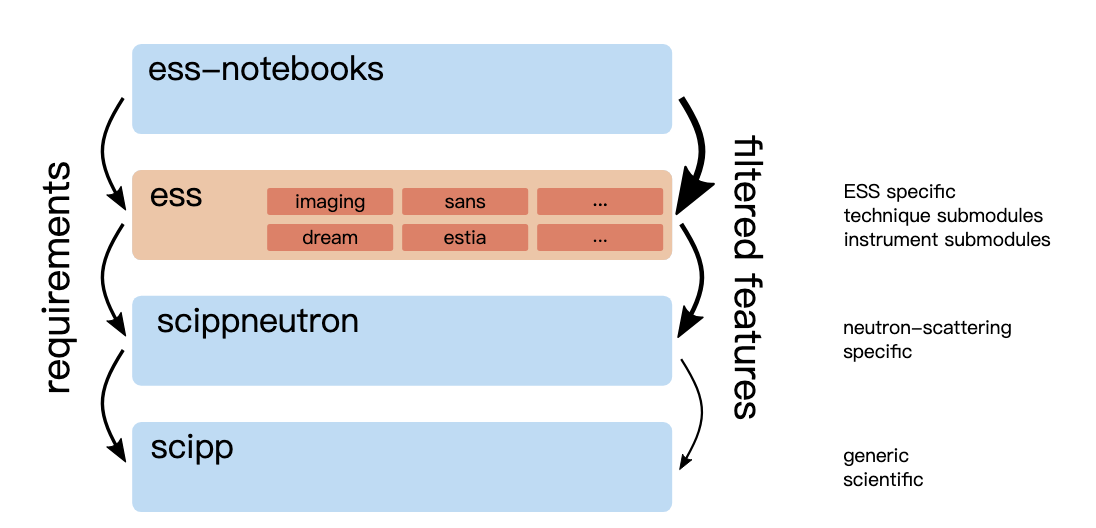 ess-notebooks
ess
imaging
sans
...
dream
estia
...
scippneutron
scipp
requirements
filtered features
ESS specific
technique submodules
instrument submodules
neutron-scattering
specific
generic
scientific